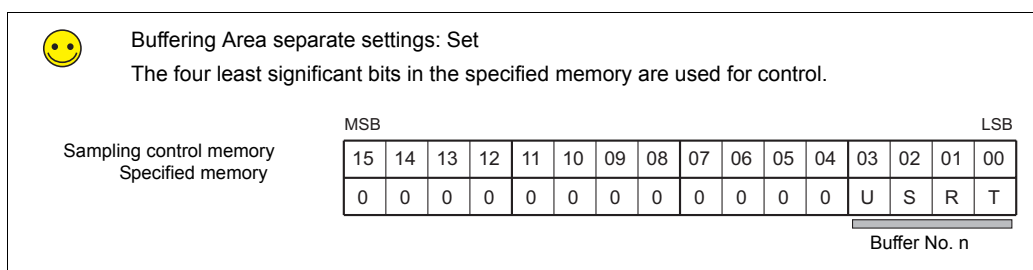 Buffering Area separate settings: Set
The four least significant bits in the specified memory are used for control.
MSB LSB
Sampling control memory
Specified memory
15 14 13 12 11 10 09 08 07 06 05 04 03 02 01 00
0 0 0 0 0 0 0 0 0 0 0 0 U S R T
Buffer No. n